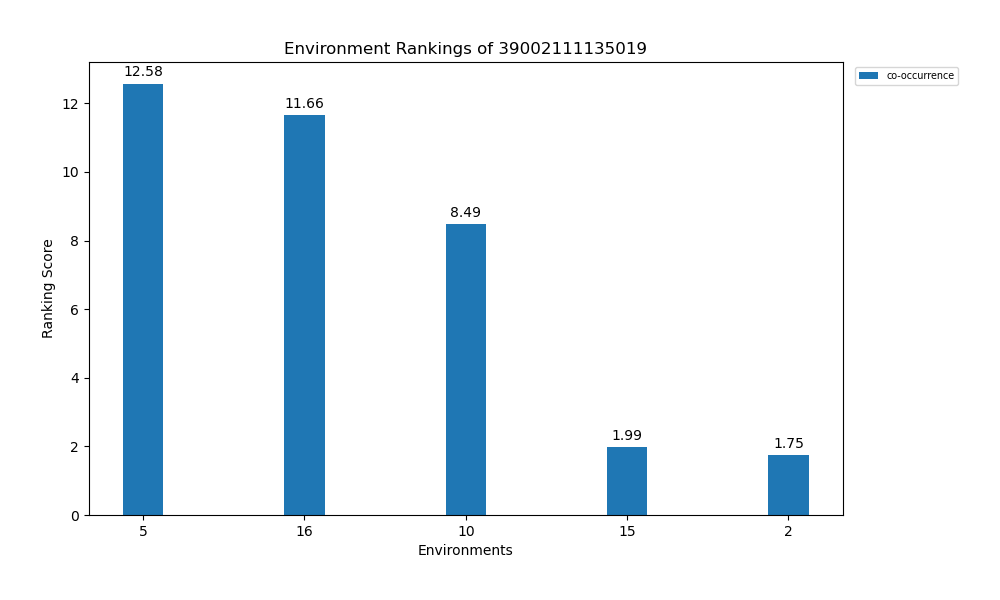 Environment Rankings of 39002111135019
co-occurrence
12.58
11.66
8.49
1.99
1.75
Ranking Score
12
10
8
6
4
2
0
5 16 10 15 2
Environments